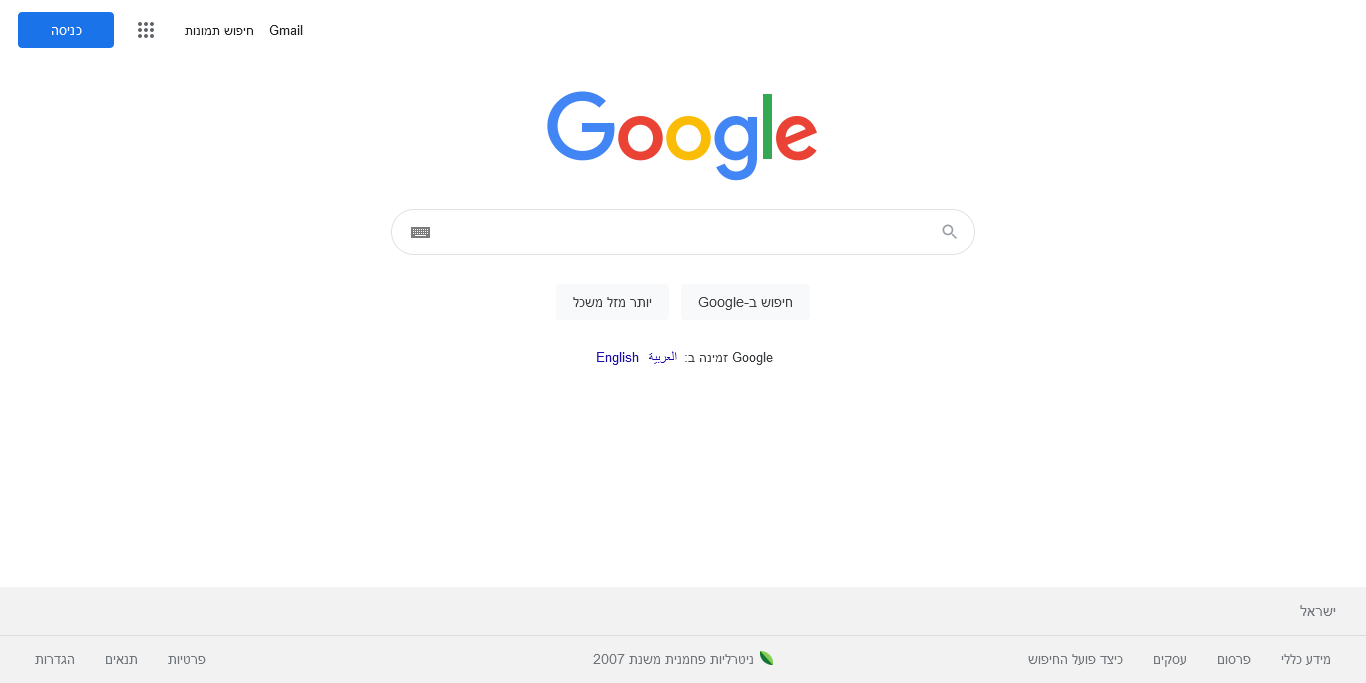 Gmail חיפוש תמונות כניסה
Google
חיפוש ב-Google יותר מזל משכל
Google זמינה ב: العربية English
ישראל
מידע כללי פרסום עסקים כיצד פועל החיפוש ניטרליות פחמנית משנת 2007 פרטיות תנאים הגדרות